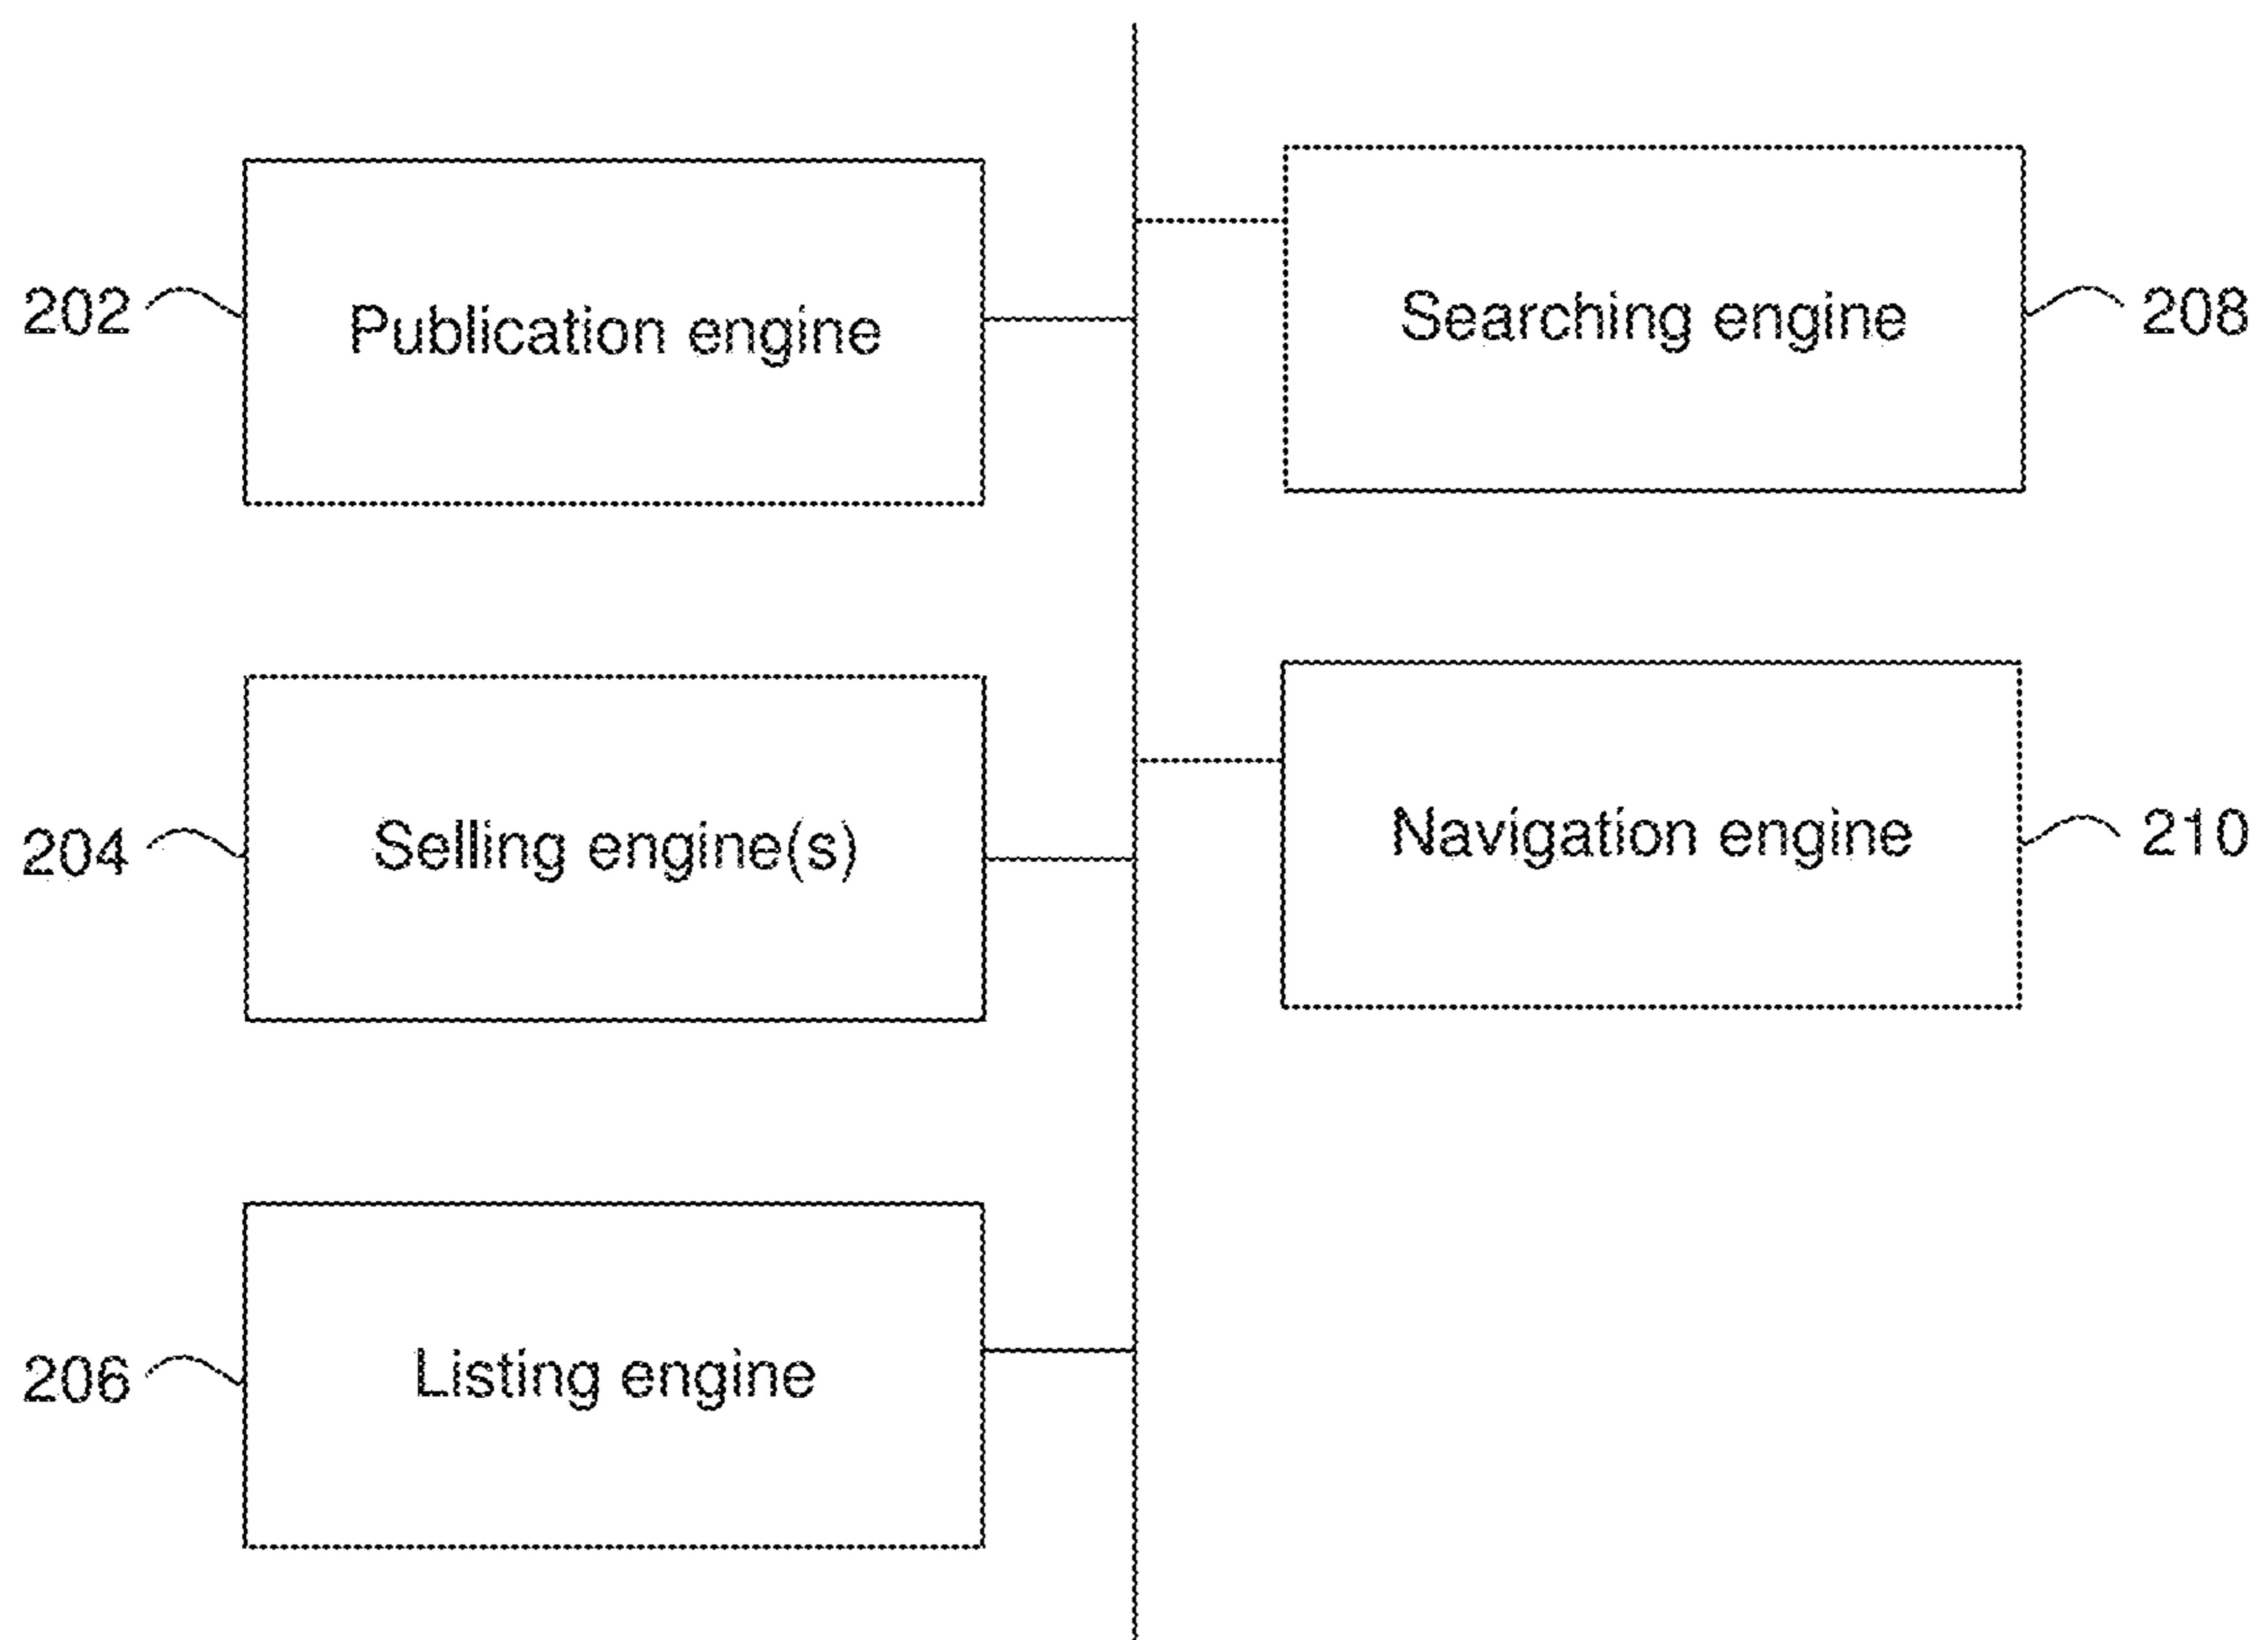 202
Publication engine
Searching engine
208
204
Selling engine(s)
Navigation engine
210
206
Listing engine